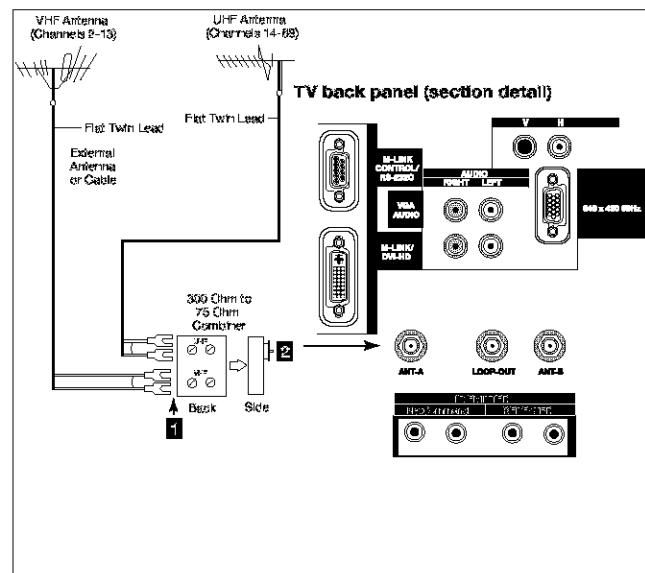 VHF Antenna
(Channels 2-13)
UHF Antenna
(Channels 14-69)
TV back panel (section detail)
Flat Twin Lead
Flat Twin Lead
External
Antenna
or Cable
V H
M-LINK
CONTROL/
RS-232C
AUDIO
RIGHT LEFT
VGA
AUDIO
640 x 480 60Hz
M-LINK/
DVI-HD
300 Ohm to
75 Ohm
Combiner
UHF
VHF
2
ANT-A
LOOP-OUT
ANT-B
Back
Side
1